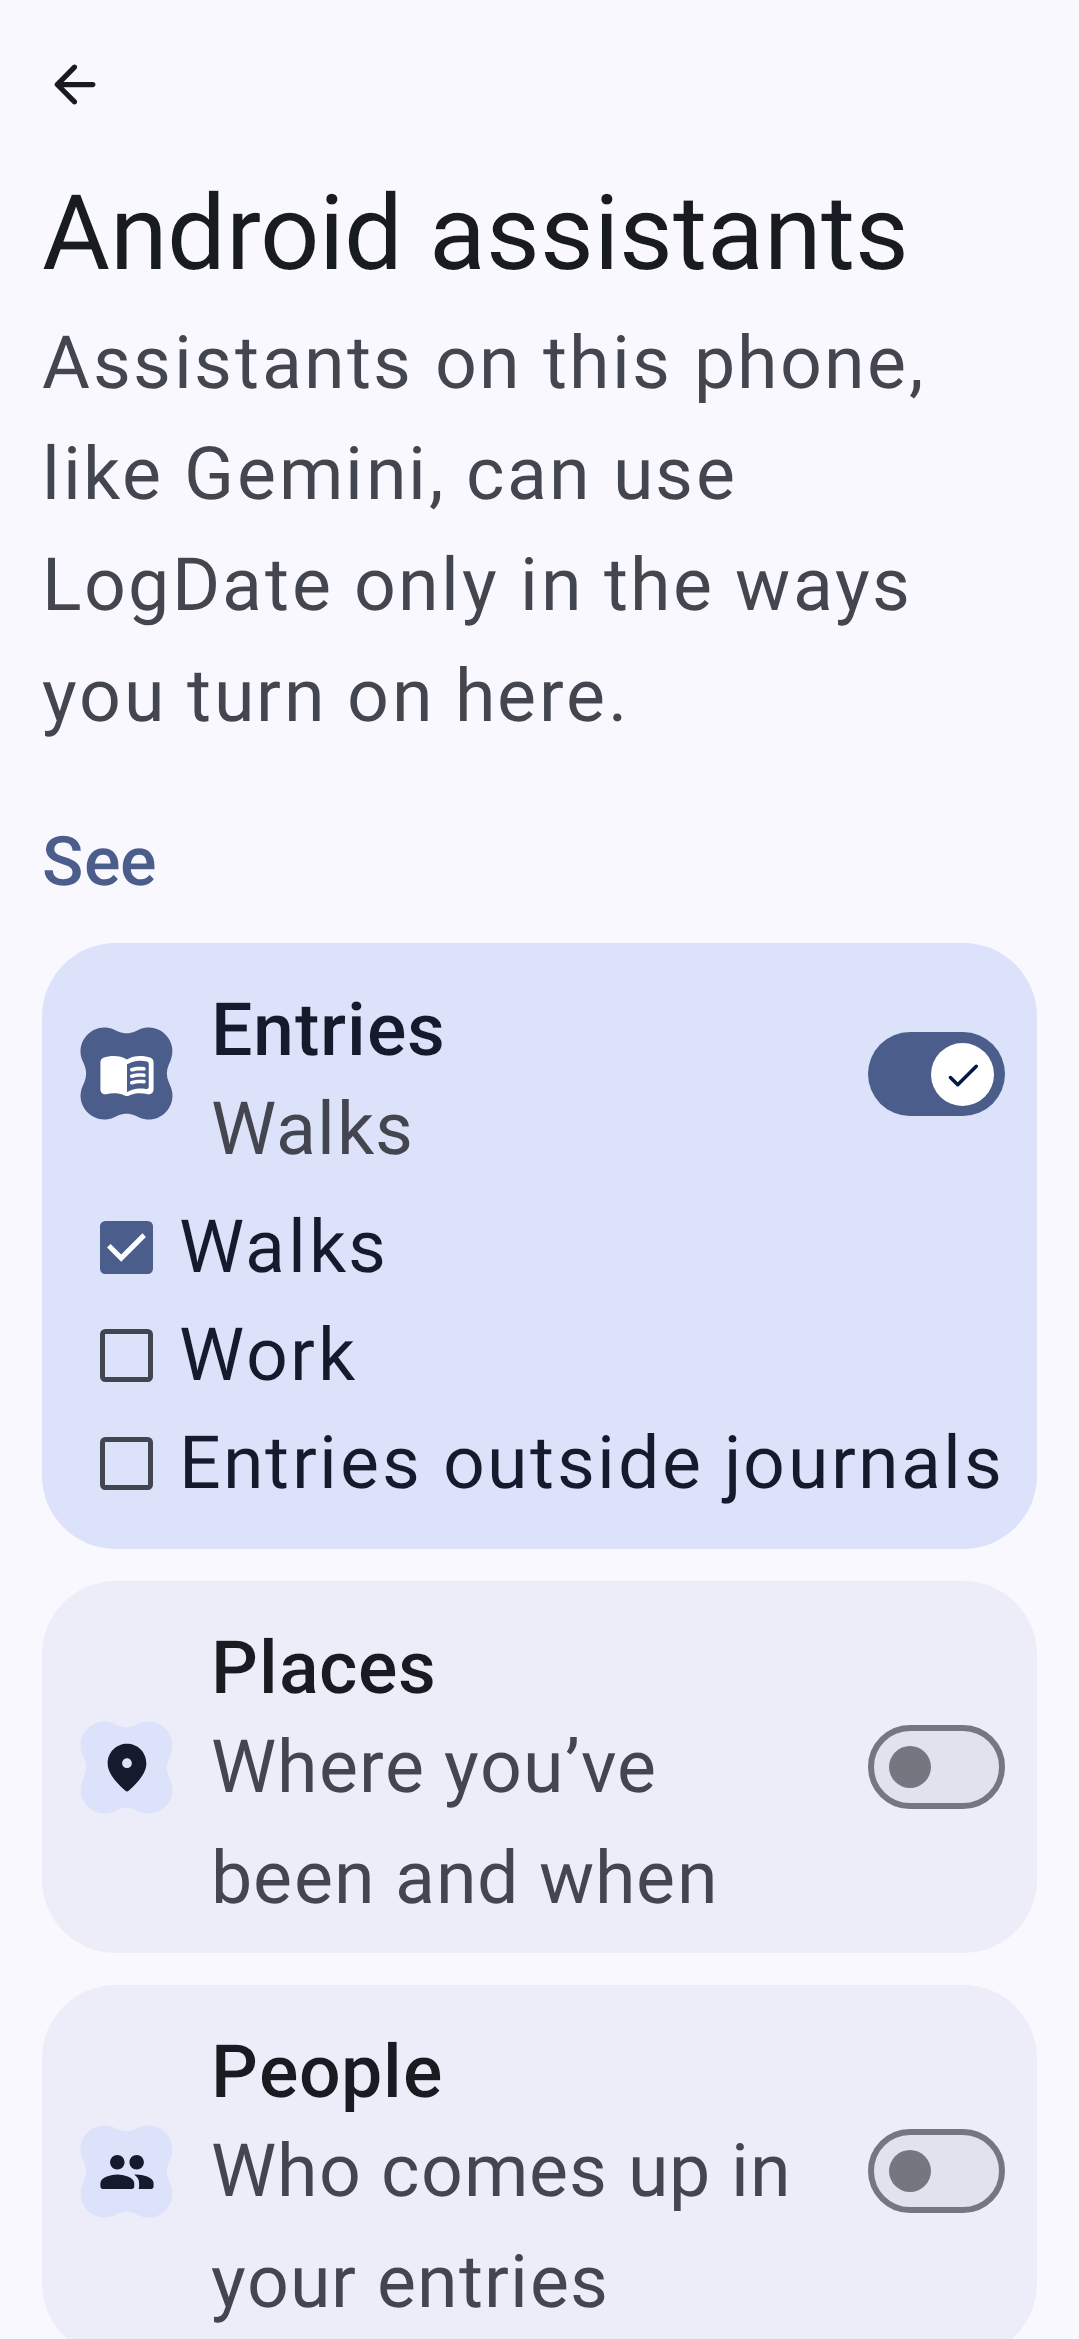 Android assistants
Assistants on this phone,
like Gemini, can use
LogDate only in the ways
you turn on here.
See
Entries
Walks
Walks
Work
Entries outside journals
Places
Where you’ve
been and when
People
Who comes up in
your entries